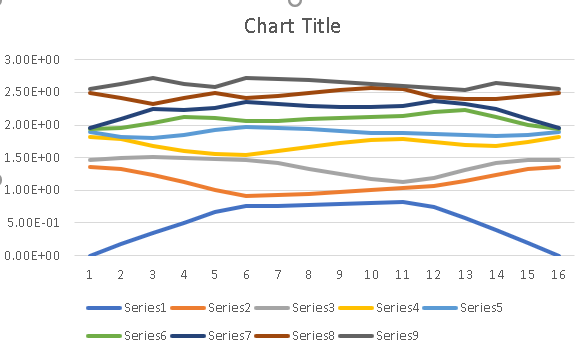 Chart Title
3.00E+00
2.50E+00
2.00E+00
1.50E+00
1.00E+00
5.00E-01
0.00E+00
1 2 3 4 5 6 7 8 9 10 11 12 13 14 15 16
Series1 Series2 Series3 Series4 Series5
Series6 Series7 Series8 Series9